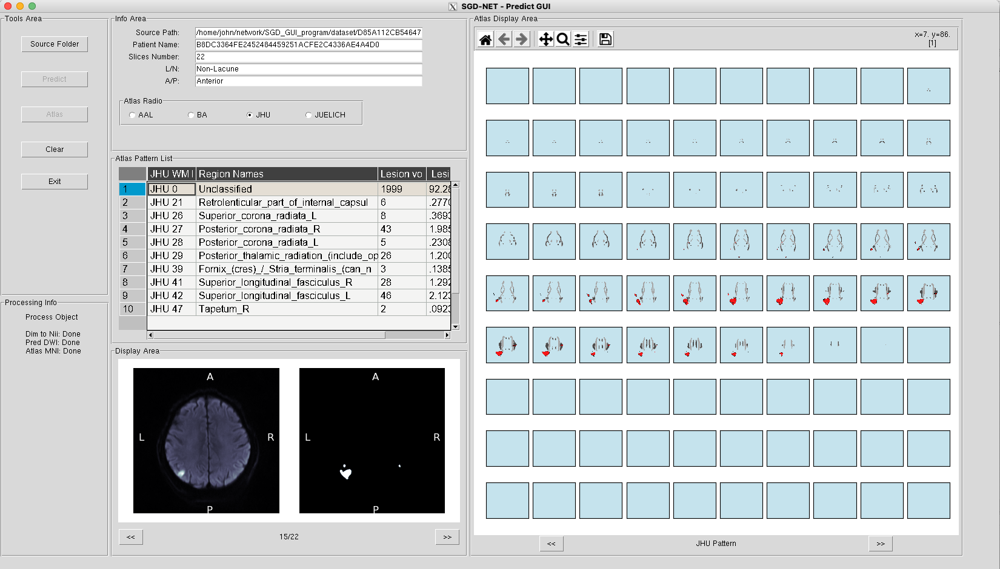 SGD-NET - Predict GUI
Tools Area
Source Folder
Predict
Atlas
Clear
Exit
Processing Info
Process Object
Dim to Nii: Done
Pred DWI: Done
Atlas MNI: Done
Info Area
Source Path: /home/john/network/SGD_GUI_program/dataset/D85A112CB54647
Patient Name: B8DC3364FE2452484459251ACFE2C4336AE4A4D0
Slices Number: 22
L/N: Non-Lacune
A/P: Anterior
Atlas Radio
AAL BA JHU JUELICH
Atlas Pattern List
JHU WM Region Names Lesion vo Lesi
1 JHU 0 Unclassified 1999 92.28
2 JHU 21 Retrolenticular_part_of_internal_capsul 6 .2770
3 JHU 26 Superior_corona_radiata_L 8 .3693
4 JHU 27 Posterior_corona_radiata_R 43 1.985
5 JHU 28 Posterior_corona_radiata_L 5 .2308
6 JHU 29 Posterior_thalamic_radiation_(include_op 26 1.200
7 JHU 39 Fornix_(cres)_/_Stria_terminalis_(can_n 3 .1385
8 JHU 41 Superior_longitudinal_fasciculus_R 28 1.292
9 JHU 42 Superior_longitudinal_fasciculus_L 46 2.123
10 JHU 47 Tapetum_R 2 .0923
Display Area
A
L R
P
A
L R
P
<< 15/22 >>
Atlas Display Area
x=7. y=86.
[1]
<< JHU Pattern >>